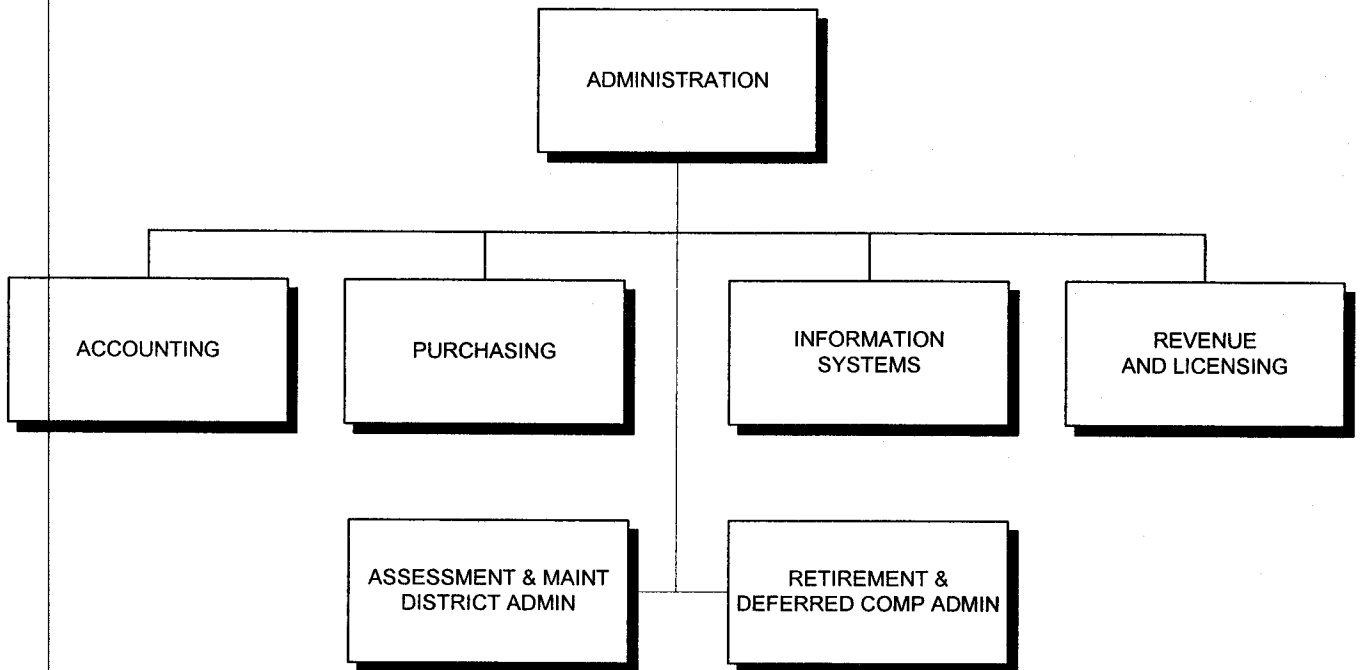 ADMINISTRATION
ACCOUNTING
PURCHASING
INFORMATION
SYSTEMS
REVENUE
AND LICENSING
ASSESSMENT & MAINT
DISTRICT ADMIN
RETIREMENT &
DEFERRED COMP ADMIN